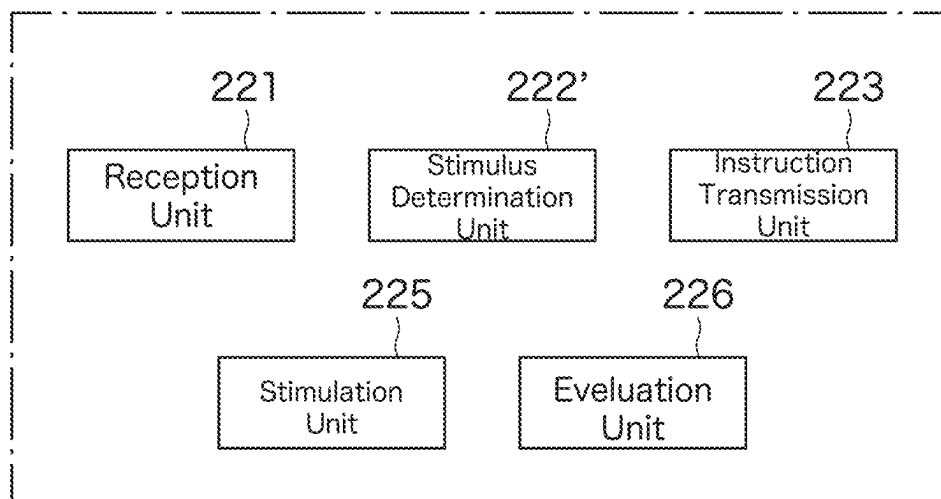 221
Reception
Unit
222’
Stimulus
Determination
Unit
223
Instruction
Transmission
Unit
225
Stimulation
Unit
226
Eveluation
Unit